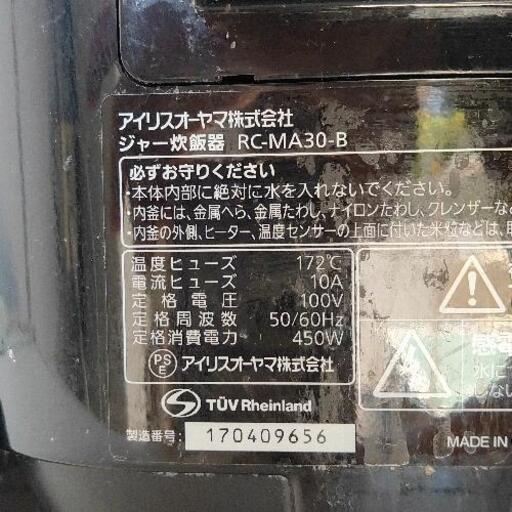 アイリスオーヤマ株式会社
ジャー炊飯器 RC-MA30-B
必ずお守りください
・本体内部に絶対に水を入れないでください。
・内釜には、金属へら、金属たわし、ナイロンたわし、クレンザーな
・内釜の外側、ヒーター、温度センサーの上面に付いた米粒などは、
温度ヒューズ 172℃
電流ヒューズ 10A
定格電圧 100V
定格周波数 50/60Hz
定格消費電力 450W
PSE アイリスオーヤマ株式会社
TÜV Rheinland
製造番号: 170409656
感電
水に
しない
MADE IN